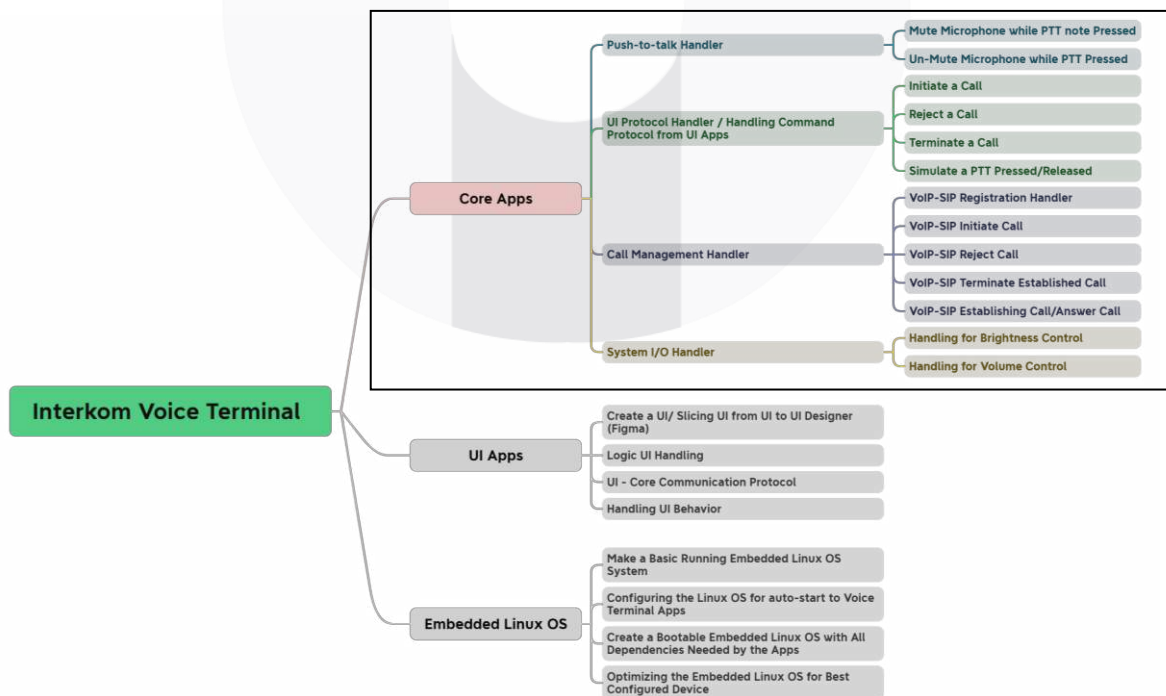 Interkom Voice Terminal
Core Apps
Push-to-talk Handler
Mute Microphone while PTT note Pressed
Un-Mute Microphone while PTT Pressed
UI Protocol Handler / Handling Command
Protocol from UI Apps
Initiate a Call
Reject a Call
Terminate a Call
Simulate a PTT Pressed/Released
Call Management Handler
VoIP-SIP Registration Handler
VoIP-SIP Initiate Call
VoIP-SIP Reject Call
VoIP-SIP Terminate Established Call
VoIP-SIP Establishing Call/Answer Call
System I/O Handler
Handling for Brightness Control
Handling for Volume Control
UI Apps
Create a UI/ Slicing UI from UI to UI Designer
(Figma)
Logic UI Handling
UI - Core Communication Protocol
Handling UI Behavior
Embedded Linux OS
Make a Basic Running Embedded Linux OS
System
Configuring the Linux OS for auto-start to Voice
Terminal Apps
Create a Bootable Embedded Linux OS with All
Dependencies Needed by the Apps
Optimizing the Embedded Linux OS for Best
Configured Device